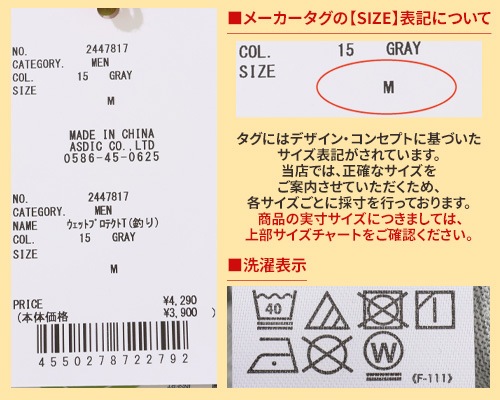 NO. 2447817
CATEGORY. MEN
COL. 15 GRAY
SIZE
M
MADE IN CHINA
ASDIC CO.,LTD
0586-45-0625
NO. 2447817
CATEGORY. MEN
NAME ウェットプロテクトT(釣り)
COL. 15 GRAY
SIZE
M
PRICE ¥4,290
(本体価格 ¥3,900)
4550278722792
■メーカータグの【SIZE】表記について
COL. 15 GRAY
SIZE
M
タグにはデザイン・コンセプトに基づいた
サイズ表記がされています。
当店では、正確なサイズを
ご案内させていただくため、
各サイズごとに採寸を行っております。
商品の実寸サイズにつきましては、
上部サイズチャートをご確認ください。
■洗濯表示
40
W
《F-111》